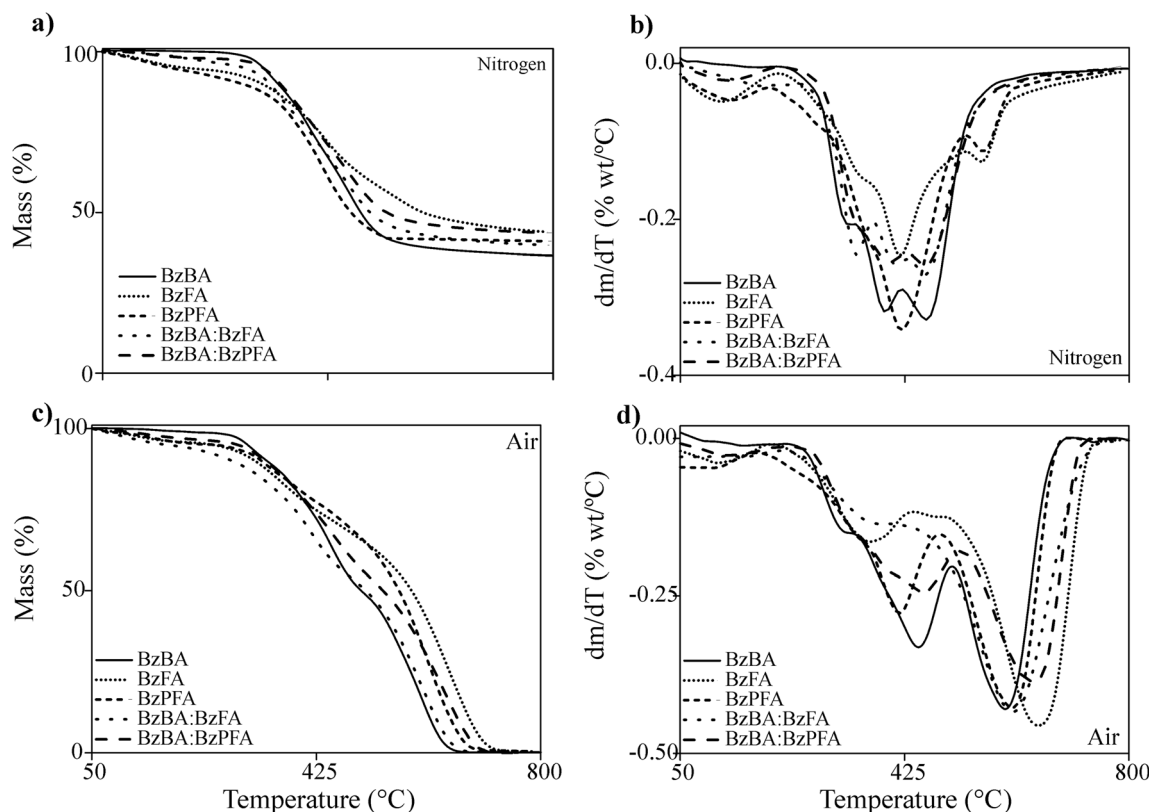 a)
100
Nitrogen
Mass (%)
50
BzBA
BzFA
BzPFA
BzBA:BzFA
BzBA:BzPFA
0
b)
0.0
dm/dT (% wt/ºC)
-0.2
BzBA
BzFA
BzPFA
BzBA:BzFA
BzBA:BzPFA
Nitrogen
-0.4
c)
100
Air
Mass (%)
50
BzBA
BzFA
BzPFA
BzBA:BzFA
BzBA:BzPFA
0
50
425
800
Temperature (°C)
d)
0.00
dm/dT (% wt/ºC)
-0.25
BzBA
BzFA
BzPFA
BzBA:BzFA
BzBA:BzPFA
Air
-0.50
50
425
800
Temperature (°C)